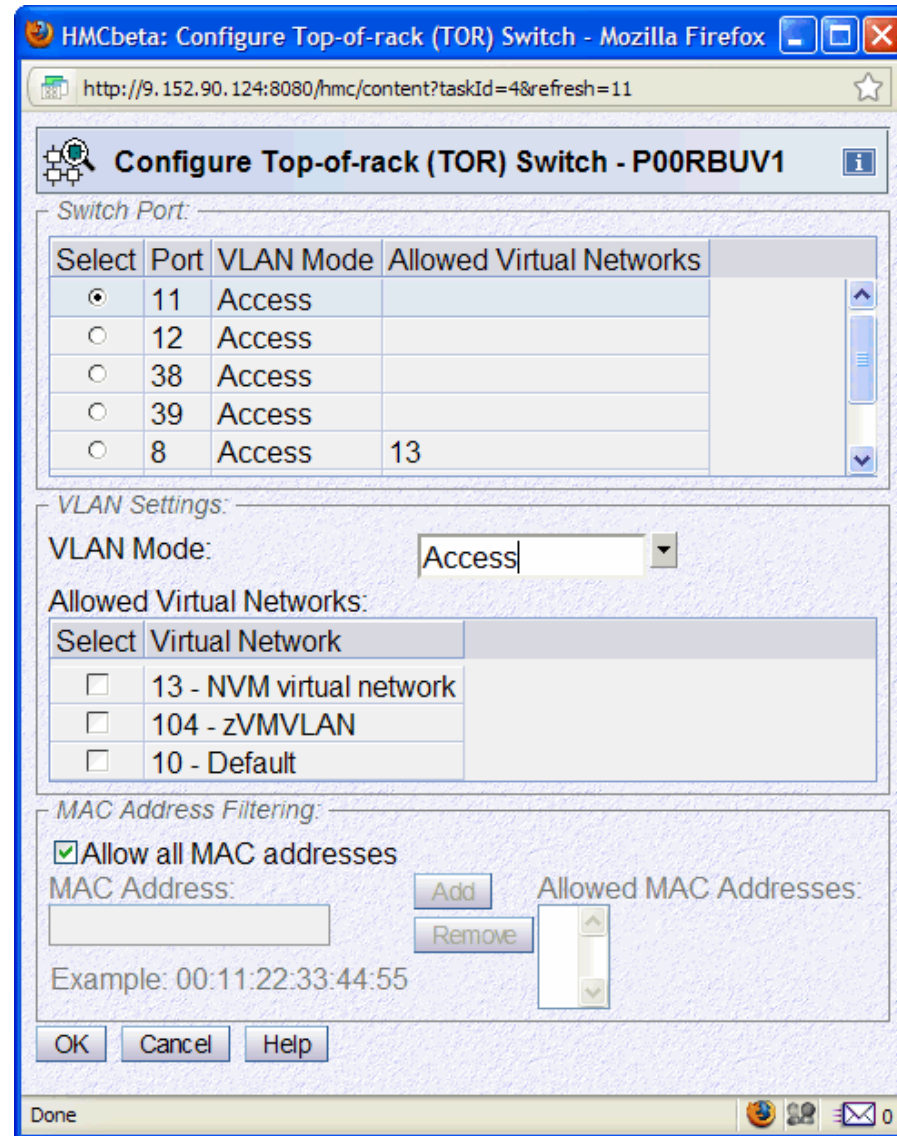 HMCbeta: Configure Top-of-rack (TOR) Switch - Mozilla Firefox
http://9.152.90.124:8080/hmc/content?taskId=4&refresh=11
Configure Top-of-rack (TOR) Switch - P00RBUV1
Switch Port:
Select Port VLAN Mode Allowed Virtual Networks
11 Access
12 Access
38 Access
39 Access
8 Access 13
VLAN Settings:
VLAN Mode: Access
Allowed Virtual Networks:
Select Virtual Network
13 - NVM virtual network
104 - zVMVLAN
10 - Default
MAC Address Filtering:
Allow all MAC addresses
MAC Address: Add Allowed MAC Addresses:
Remove
Example: 00:11:22:33:44:55
OK Cancel Help
Done 0